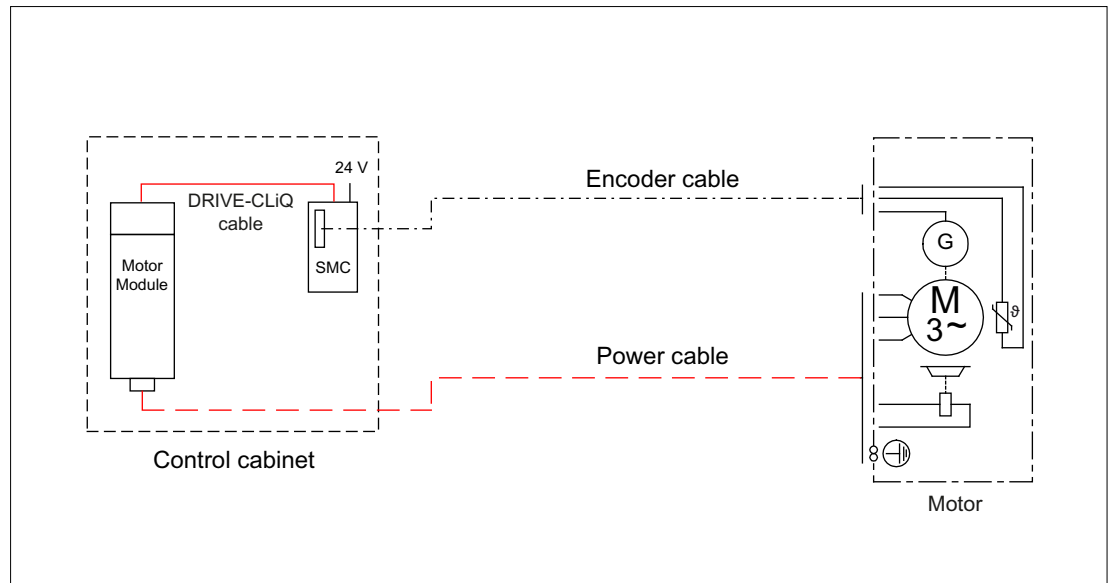 24 V
DRIVE-CLiQ
cable
Motor
Module
SMC
Control cabinet
Encoder cable
Power cable
G
M
3~
ϑ
Motor